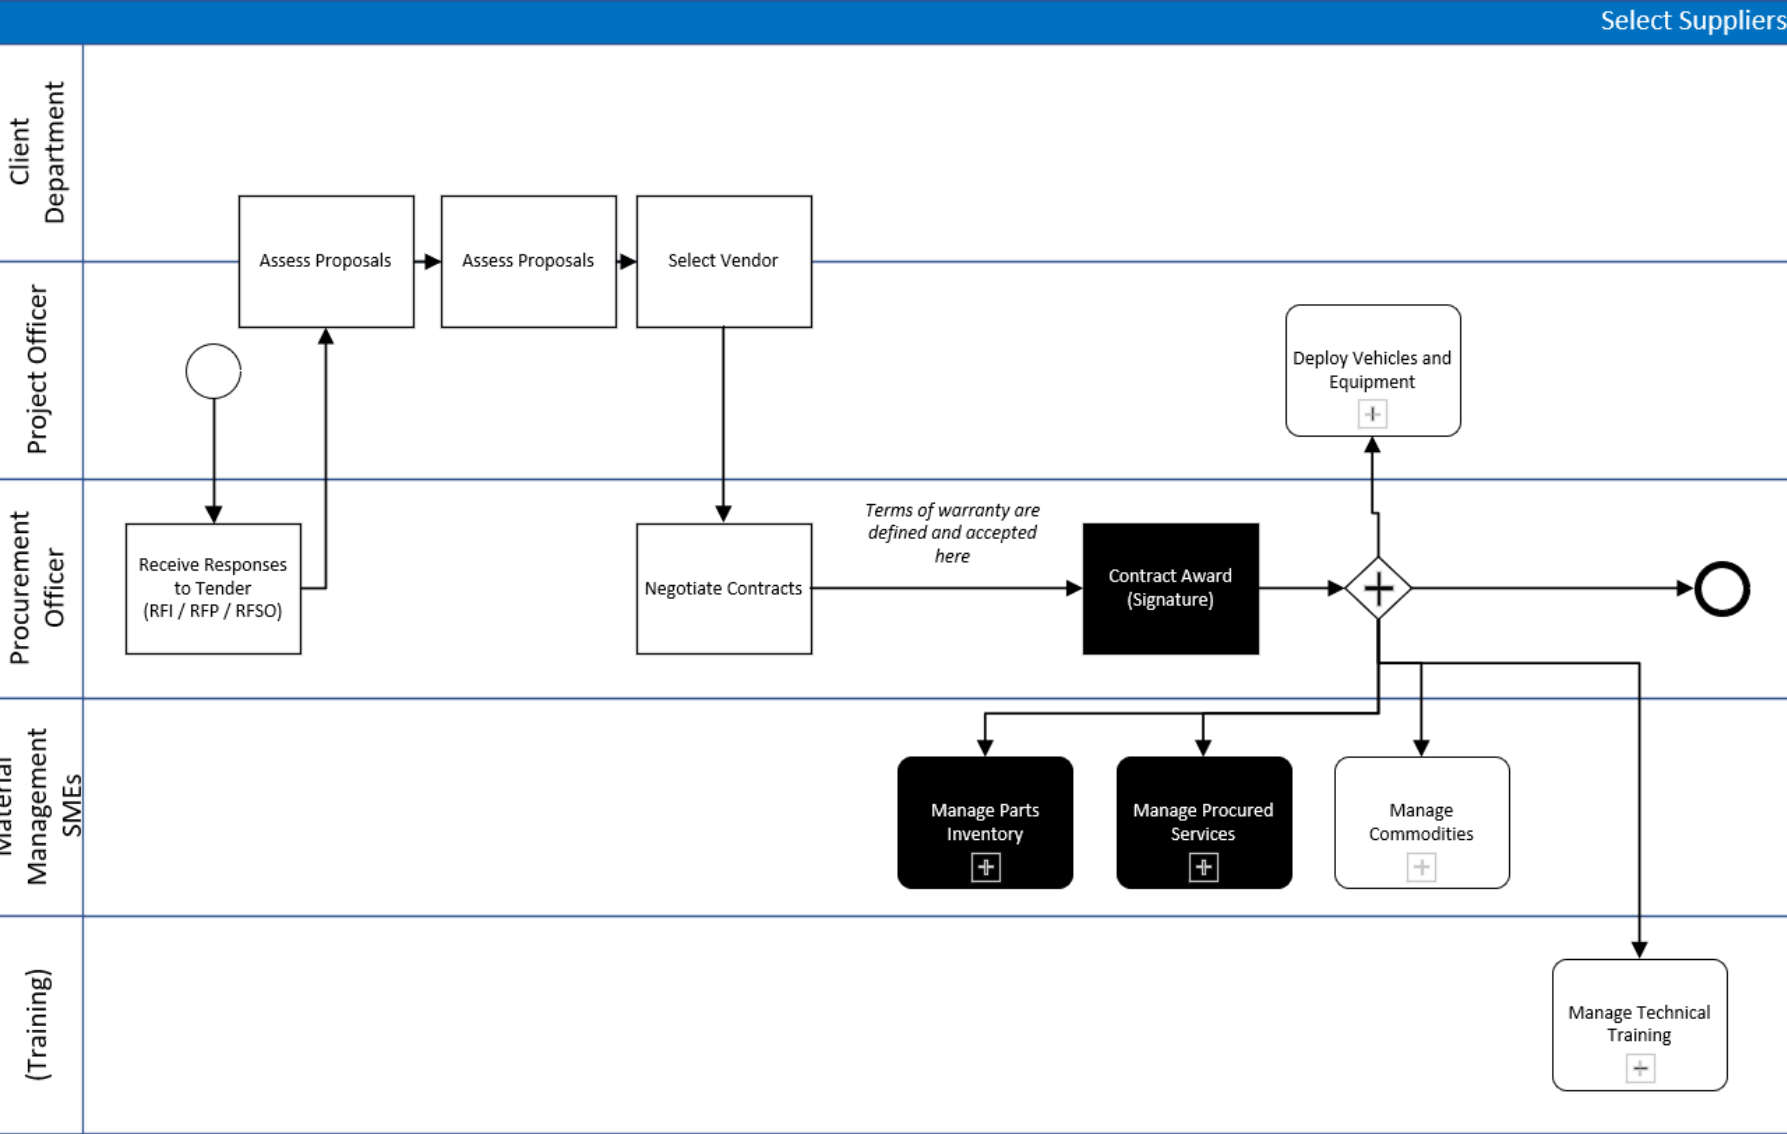 Select Suppliers
Client
Department
Assess Proposals
Assess Proposals
Select Vendor
Project Officer
Deploy Vehicles and
Equipment
Procurement
Officer
Receive Responses
to Tender
(RFI / RFP / RFSO)
Negotiate Contracts
Terms of warranty are
defined and accepted
here
Contract Award
(Signature)
Material
Management
SMEs
Manage Parts
Inventory
Manage Procured
Services
Manage
Commodities
(Training)
Manage Technical
Training